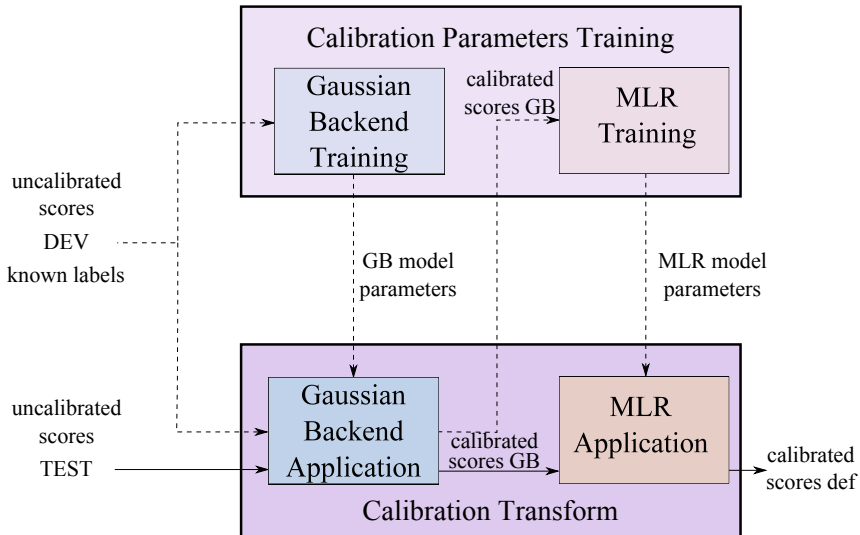 Calibration Parameters Training
Gaussian
Backend
Training
calibrated
scores GB
MLR
Training
uncalibrated
scores
DEV
known labels
GB model
parameters
MLR model
parameters
uncalibrated
scores
TEST
Gaussian
Backend
Application
calibrated
scores GB
MLR
Application
calibrated
scores def
Calibration Transform